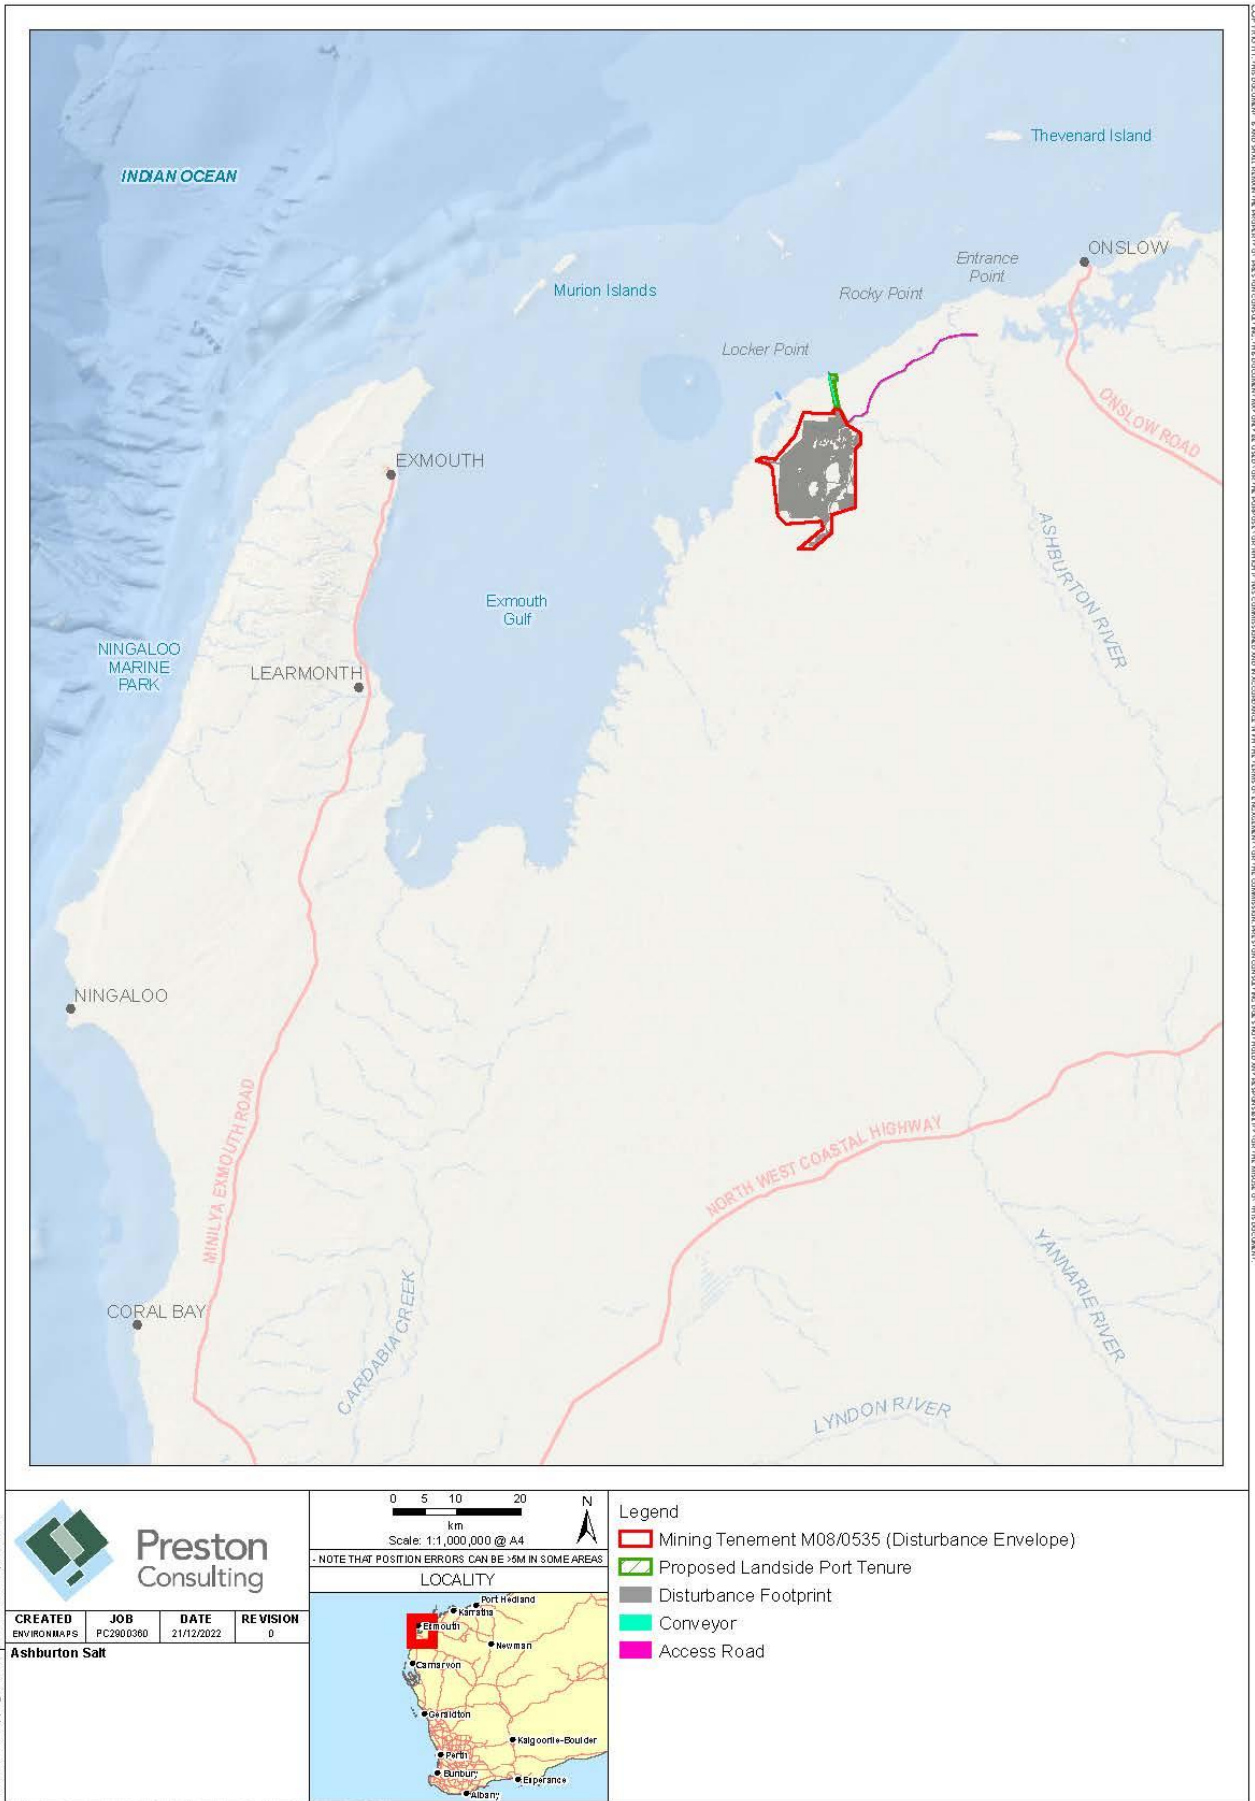 INDIAN OCEAN
Thevenard Island
ONSLOW
Entrance
Point
Murion Islands
Rocky Point
Locker Point
ONSLOW ROAD
EXMOUTH
ASHBURTON RIVER
Exmouth
Gulf
NINGALOO
MARINE
PARK
LEARMONTH
NINGALOO
MINILYA EXMOUTH ROAD
NORTH WEST COASTAL HIGHWAY
YANNARIE RIVER
CORAL BAY
CARDABIA CREEK
LYNDON RIVER
Preston
Consulting
CREATED
ENVIRONMAPS
JOB
PC2900360
DATE
21/12/2022
REVISION
0
Ashburton Salt
0 5 10 20
km
Scale: 1:1,000,000 @ A4
N
- NOTE THAT POSITION ERRORS CAN BE >5M IN SOME AREAS
LOCALITY
Port Hedland
Karratha
Exmouth
Newman
Carnarvon
Geraldton
Kalgoorlie-Boulder
Perth
Bunbury
Esperance
Albany
Legend
Mining Tenement M08/0535 (Disturbance Envelope)
Proposed Landside Port Tenure
Disturbance Footprint
Conveyor
Access Road